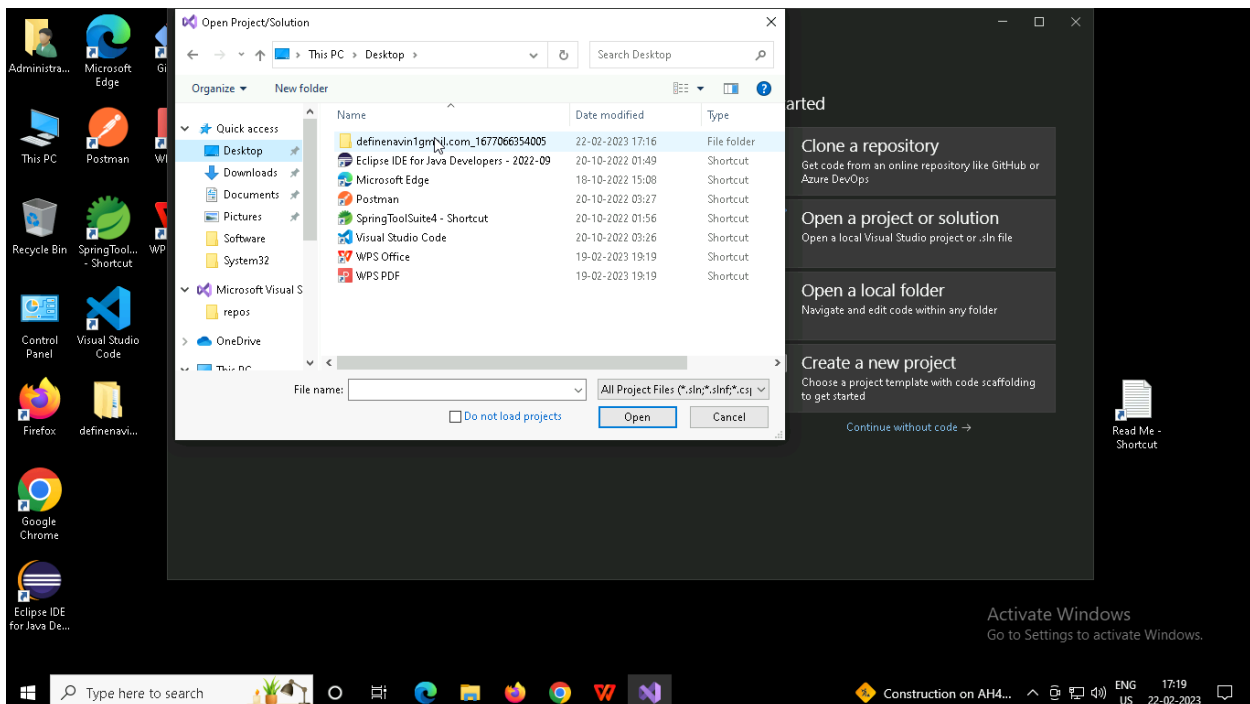 Administra...
Microsoft
Edge
Gi
This PC
Postman
WI
Recycle Bin
SpringTool...
- Shortcut
WP
Control
Panel
Visual Studio
Code
Firefox
definenavi...
Google
Chrome
Eclipse IDE
for Java De...
Open Project/Solution
This PC > Desktop >
Search Desktop
Organize
New folder
?
Quick access
Desktop
Downloads
Documents
Pictures
Software
System32
Microsoft Visual S
repos
OneDrive
This PC
Name Date modified Type
definenavin1gmail.com_1677066354005 22-02-2023 17:16 File folder
Eclipse IDE for Java Developers - 2022-09 20-10-2022 01:49 Shortcut
Microsoft Edge 18-10-2022 15:08 Shortcut
Postman 20-10-2022 03:27 Shortcut
SpringToolSuite4 - Shortcut 20-10-2022 01:56 Shortcut
Visual Studio Code 20-10-2022 03:26 Shortcut
WPS Office 19-02-2023 19:19 Shortcut
WPS PDF 19-02-2023 19:19 Shortcut
File name:
All Project Files (*.sln;*.slnf;*.csp
Do not load projects
Open
Cancel
arted
Clone a repository
Get code from an online repository like GitHub or
Azure DevOps
Open a project or solution
Open a local Visual Studio project or .sln file
Open a local folder
Navigate and edit code within any folder
Create a new project
Choose a project template with code scaffolding
to get started
Continue without code →
Read Me -
Shortcut
Activate Windows
Go to Settings to activate Windows.
Type here to search
Construction on AH4...
ENG
US
17:19
22-02-2023